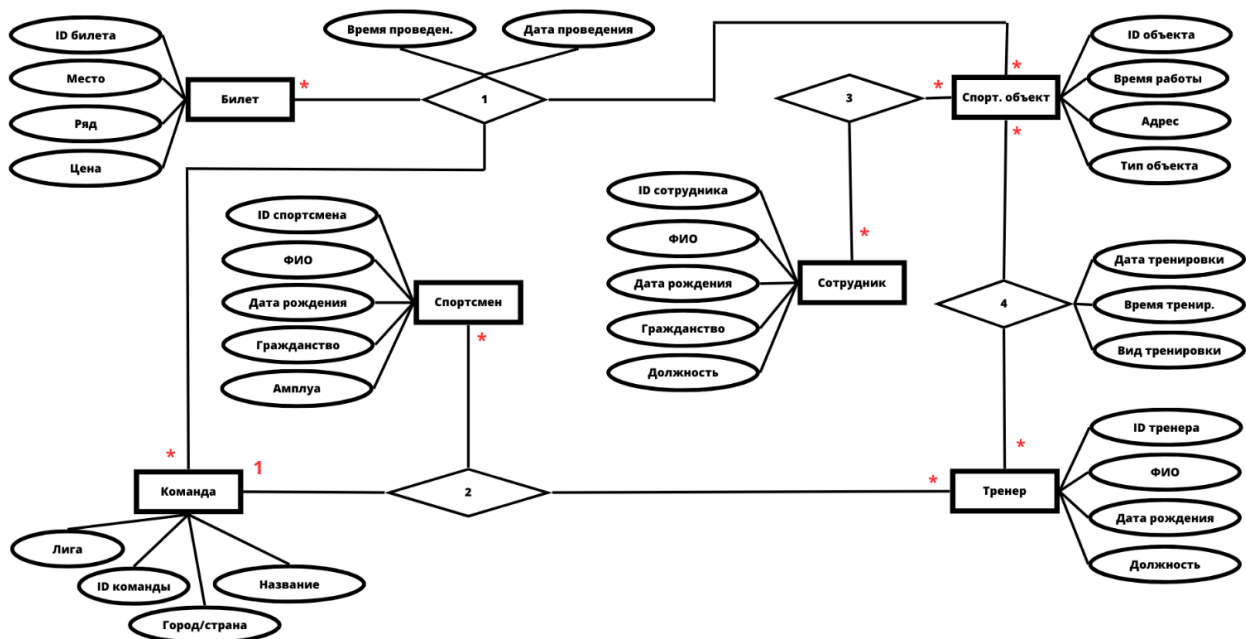 Время проведен.
Дата проведения
ID билета
Место
Ряд
Цена
Билет
*
1
3
*
*
*
Спорт. объект
ID объекта
Время работы
Адрес
Тип объекта
ID спортсмена
ФИО
Дата рождения
Гражданство
Амплуа
Спортсмен
*
ID сотрудника
ФИО
Дата рождения
Гражданство
Должность
*
Сотрудник
4
Дата тренировки
Время тренир.
Вид тренировки
*
*
1
Команда
2
*
Тренер
ID тренера
ФИО
Дата рождения
Должность
Лига
ID команды
Название
Город/страна